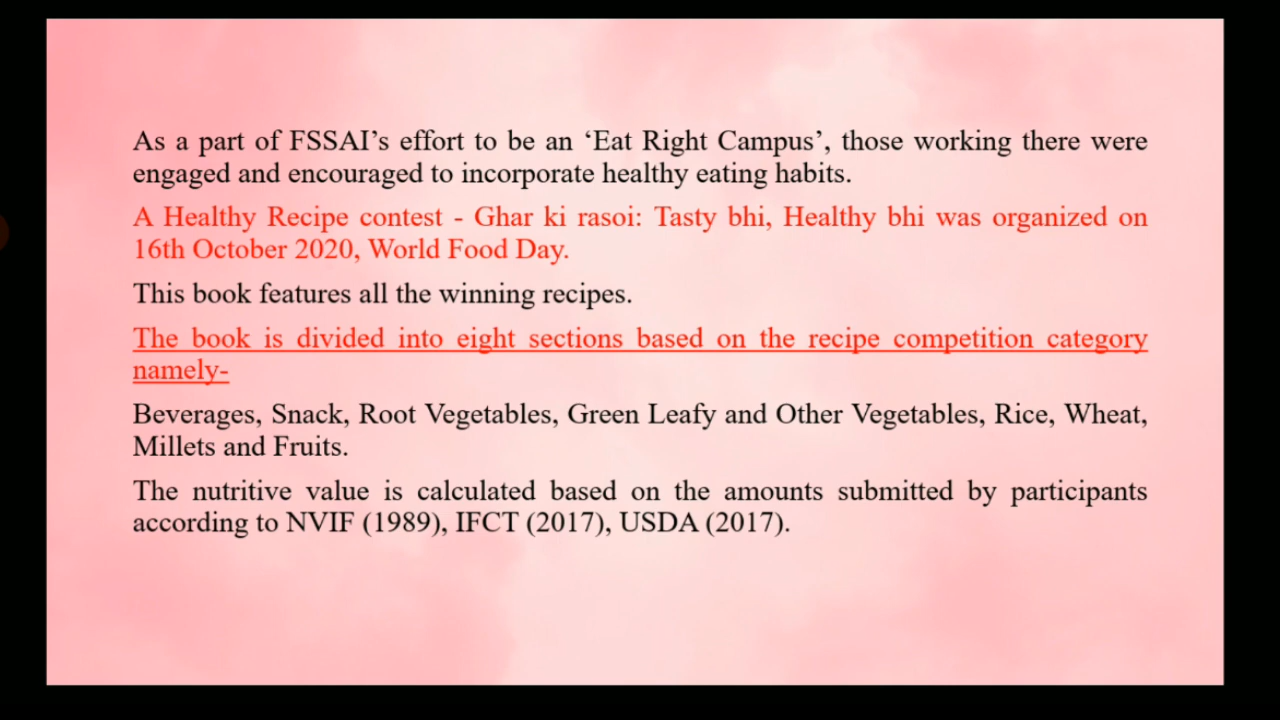 As a part of FSSAI’s effort to be an ‘Eat Right Campus’, those working there were
engaged and encouraged to incorporate healthy eating habits.
A Healthy Recipe contest - Ghar ki rasoi: Tasty bhi, Healthy bhi was organized on
16th October 2020, World Food Day.
This book features all the winning recipes.
The book is divided into eight sections based on the recipe competition category
namely-
Beverages, Snack, Root Vegetables, Green Leafy and Other Vegetables, Rice, Wheat,
Millets and Fruits.
The nutritive value is calculated based on the amounts submitted by participants
according to NVIF (1989), IFCT (2017), USDA (2017).